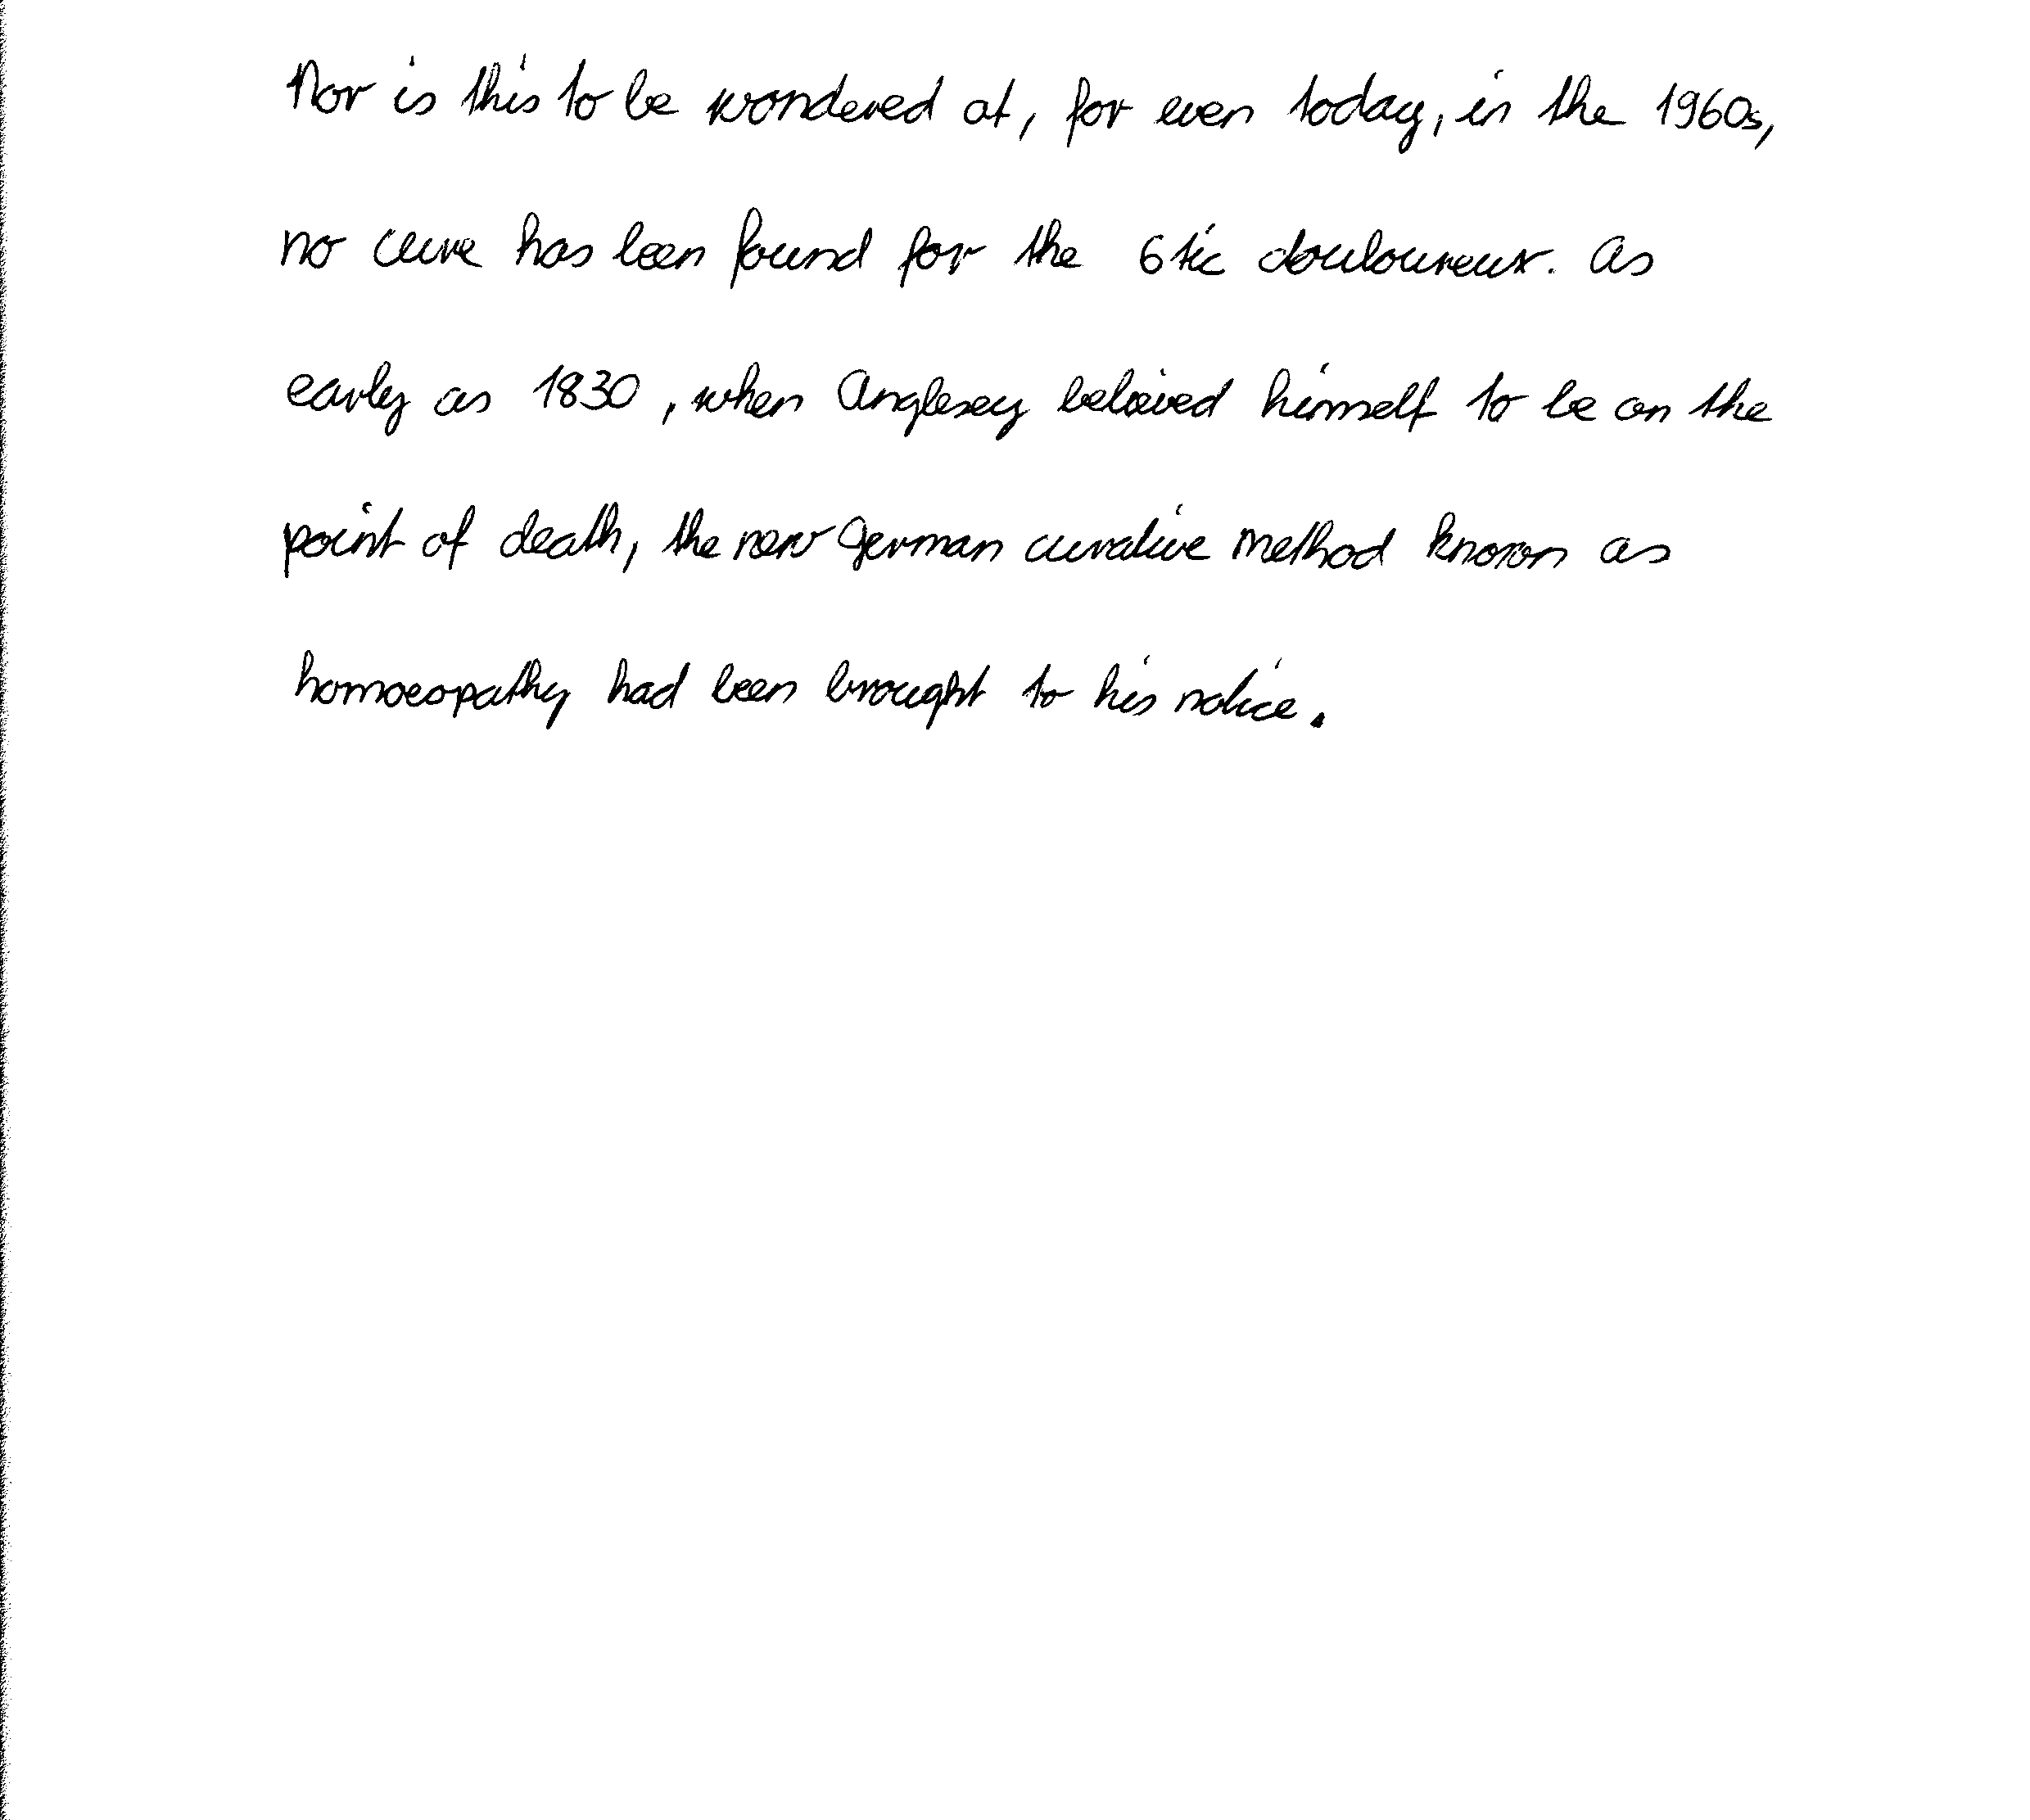 Nor is this to be wondered at, for even today, in the 1960s,
no cure has been found for the 6tic douloureux. As
early as 1830, when Anglesey believed himself to be on the
point of death, the new German curative method known as
homoeopathy had been brought to his notice.